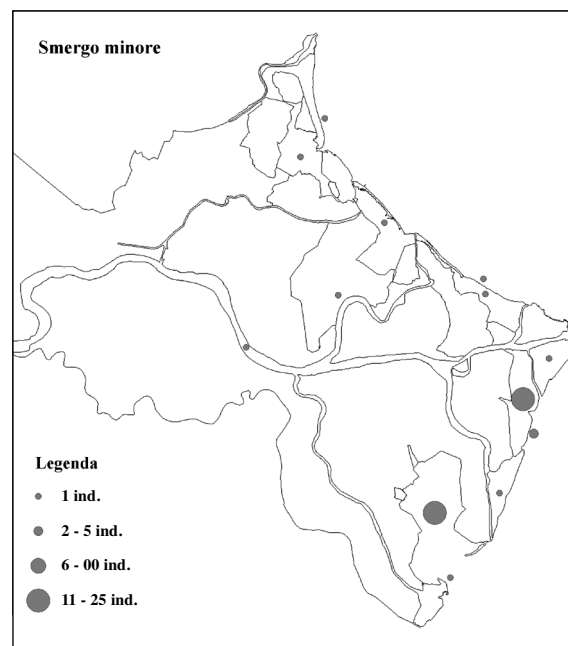 Smergo minore
Legenda
1 ind.
2 - 5 ind.
6 - 00 ind.
11 - 25 ind.